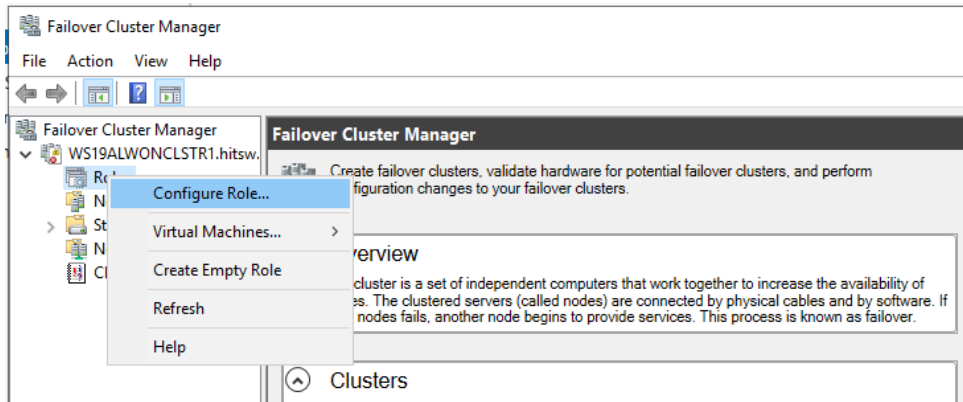 Failover Cluster Manager
File Action View Help
Failover Cluster Manager
WS19ALWONCLSTR1.hitsw.
Configure Role...
Virtual Machines...
Create Empty Role
Refresh
Help
Failover Cluster Manager
Create failover clusters, validate hardware for potential failover clusters, and perform
figuration changes to your failover clusters.
verview
cluster is a set of independent computers that work together to increase the availability of
es. The clustered servers (called nodes) are connected by physical cables and by software. If
nodes fails, another node begins to provide services. This process is known as failover.
Clusters